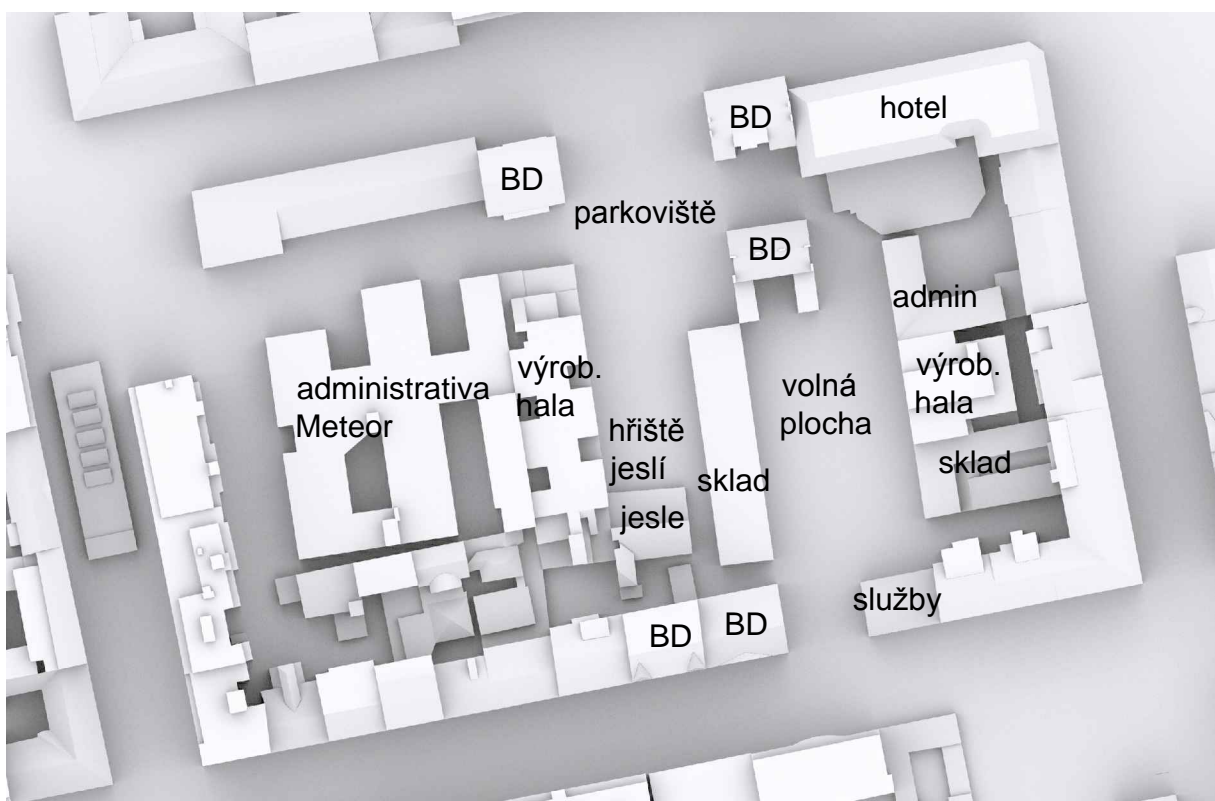 hotel
BD
BD
parkoviště
BD
admin
výrob.
hala
administrativa
Meteor
výrob.
hala
volná
plocha
hřiště
jeslí
sklad
sklad
jesle
služby
BD
BD